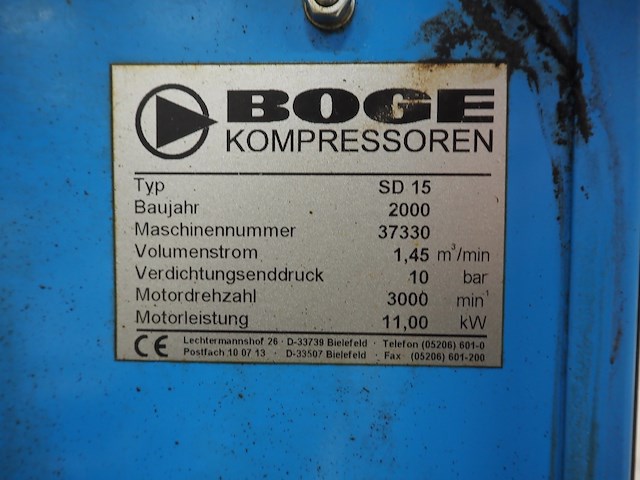 BOGE
KOMPRESSOREN
Typ SD 15
Baujahr 2000
Maschinennummer 37330
Volumenstrom 1,45 m³/min
Verdichtungsenddruck 10 bar
Motordrehzahl 3000 min¹
Motorleistung 11,00 kW
CE Lechtermannshof 26 · D-33739 Bielefeld · Telefon (05206) 601-0
Postfach 10 07 13 · D-33507 Bielefeld · Fax (05206) 601-200